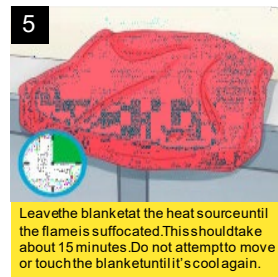 5
Leavethe blanketat the heat sourceuntil
the flameis suffocated.Thisshouldtake
about 15 minutes.Do not attemptto move
or touch the blanketuntil it's cool again.